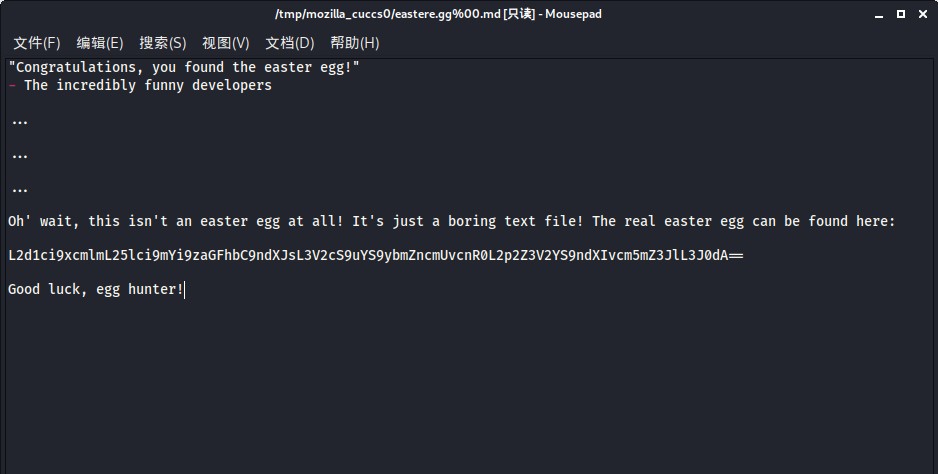 /tmp/mozilla_cuccs0/eastere.gg%00.md [只读] - Mousepad
文件(F) 编辑(E) 搜索(S) 视图(V) 文档(D) 帮助(H)
"Congratulations, you found the easter egg!"
- The incredibly funny developers
...
...
...
Oh' wait, this isn't an easter egg at all! It's just a boring text file! The real easter egg can be found here:
L2d1ci9xcmlmL25lci9mYi9zaGFhbC9ndXJsL3V2cS9uYS9ybmZncmUvcnR0L2p2Z3V2YS9ndXIvcm5mZ3JlL3J0dA==
Good luck, egg hunter!